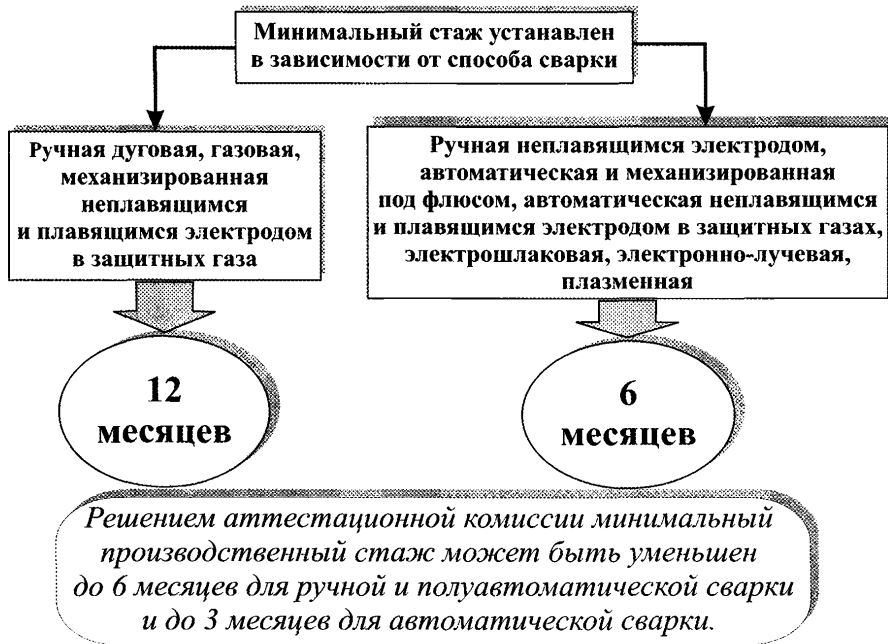 Минимальный стаж установлен
в зависимости от способа сварки
Ручная дуговая, газовая,
механизированная
неплавящимся
и плавящимся электродом
в защитных газа
Ручная неплавящимся электродом,
автоматическая и механизированная
под флюсом, автоматическая неплавящимся
и плавящимся электродом в защитных газах,
электрошлаковая, электронно-лучевая,
плазменная
12
месяцев
6
месяцев
Решением аттестационной комиссии минимальный
производственный стаж может быть уменьшен
до 6 месяцев для ручной и полуавтоматической сварки
и до 3 месяцев для автоматической сварки.